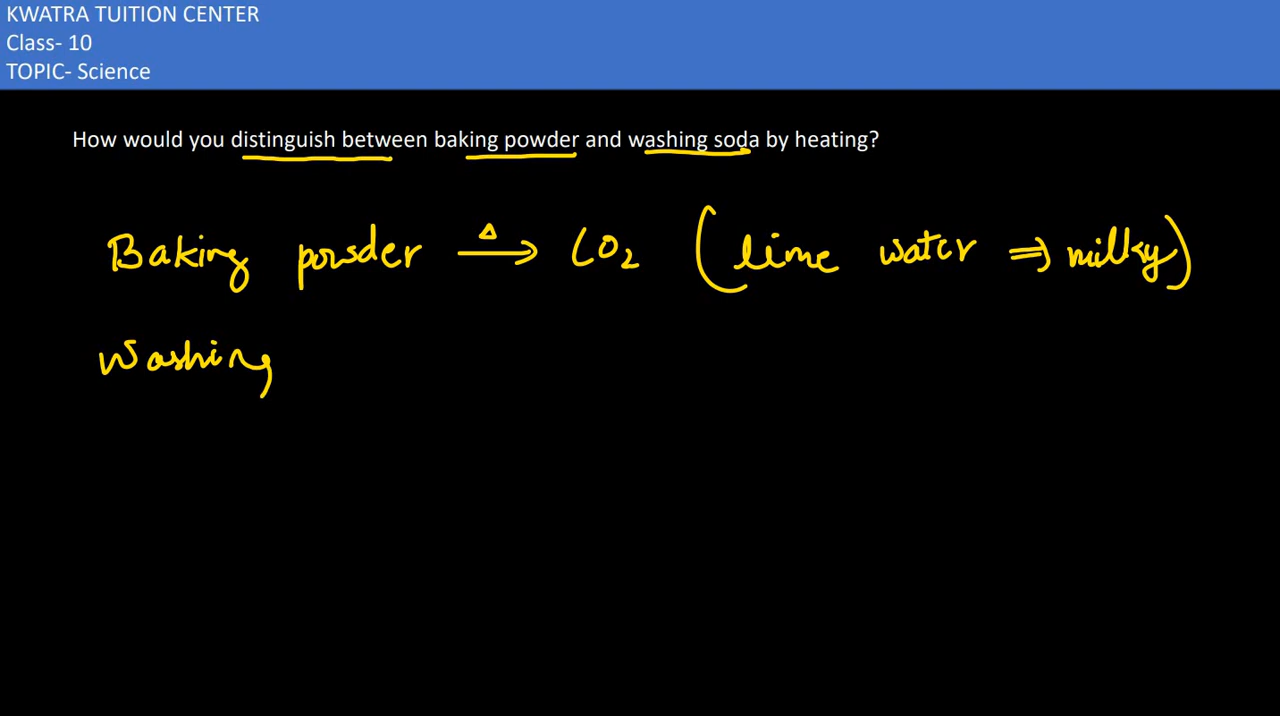 KWATRA TUITION CENTER
Class- 10
TOPIC- Science
How would you distinguish between baking powder and washing soda by heating?
Baking powder Δ→ CO₂ (lime water ⇒ milky)
Washing